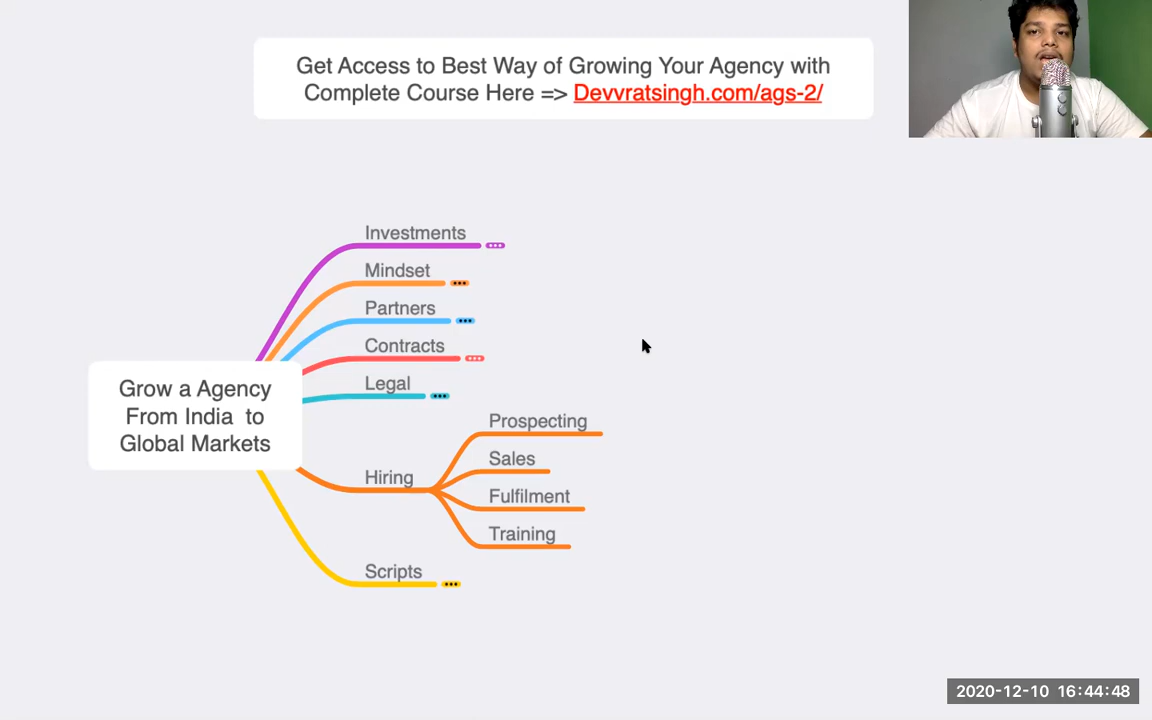 Get Access to Best Way of Growing Your Agency with
Complete Course Here => Devvratsingh.com/ags-2/
Investments
Mindset
Partners
Contracts
Legal
Grow a Agency
From India to
Global Markets
Prospecting
Sales
Hiring
Fulfilment
Training
Scripts
2020-12-10 16:44:48